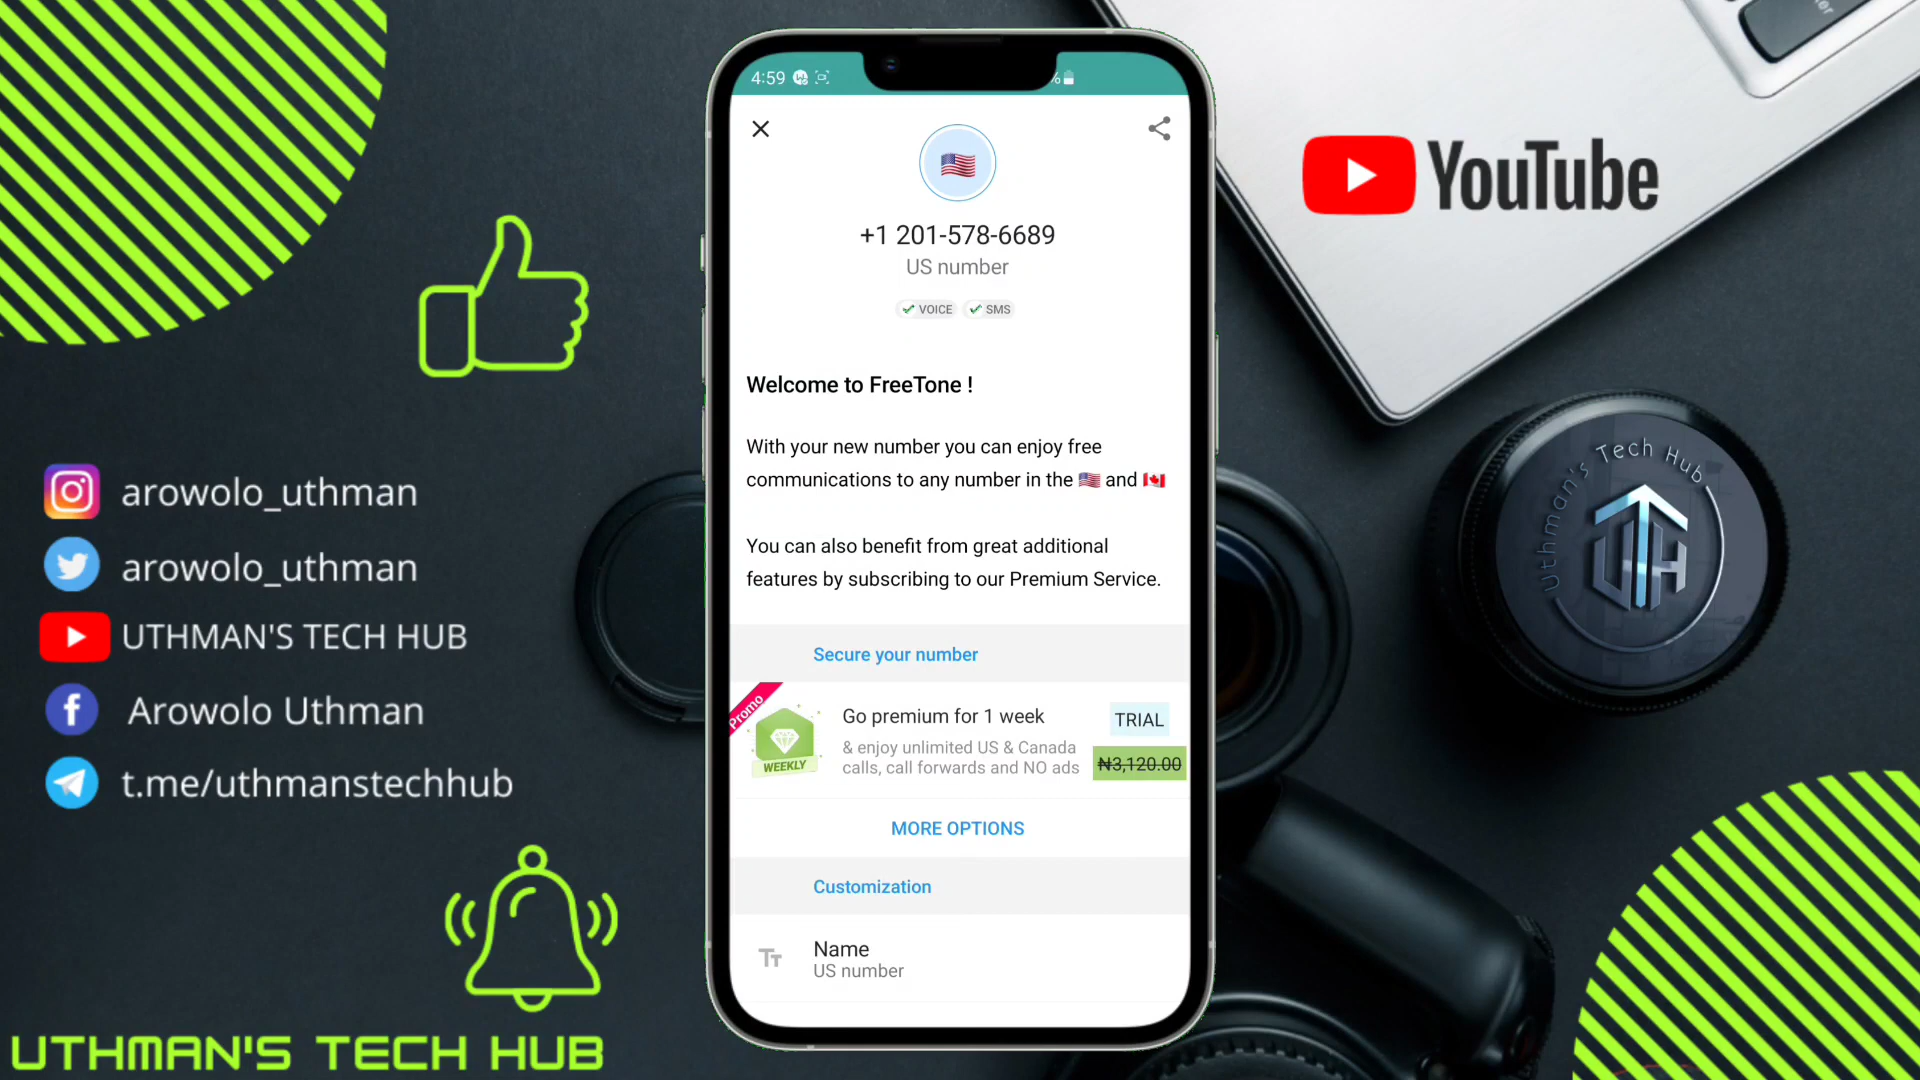 4:59
%
+1 201-578-6689
US number
VOICE SMS
Welcome to FreeTone !
With your new number you can enjoy free
communications to any number in the 🇺🇸 and 🇨🇦
You can also benefit from great additional
features by subscribing to our Premium Service.
Secure your number
Promo
WEEKLY
Go premium for 1 week
& enjoy unlimited US & Canada
calls, call forwards and NO ads
TRIAL
₦3,120.00
MORE OPTIONS
Customization
Tт
Name
US number
arowolo_uthman
arowolo_uthman
UTHMAN'S TECH HUB
f Arowolo Uthman
t.me/uthmanstechhub
UTHMAN'S TECH HUB
YouTube
Uthman's Tech Hub
UTH